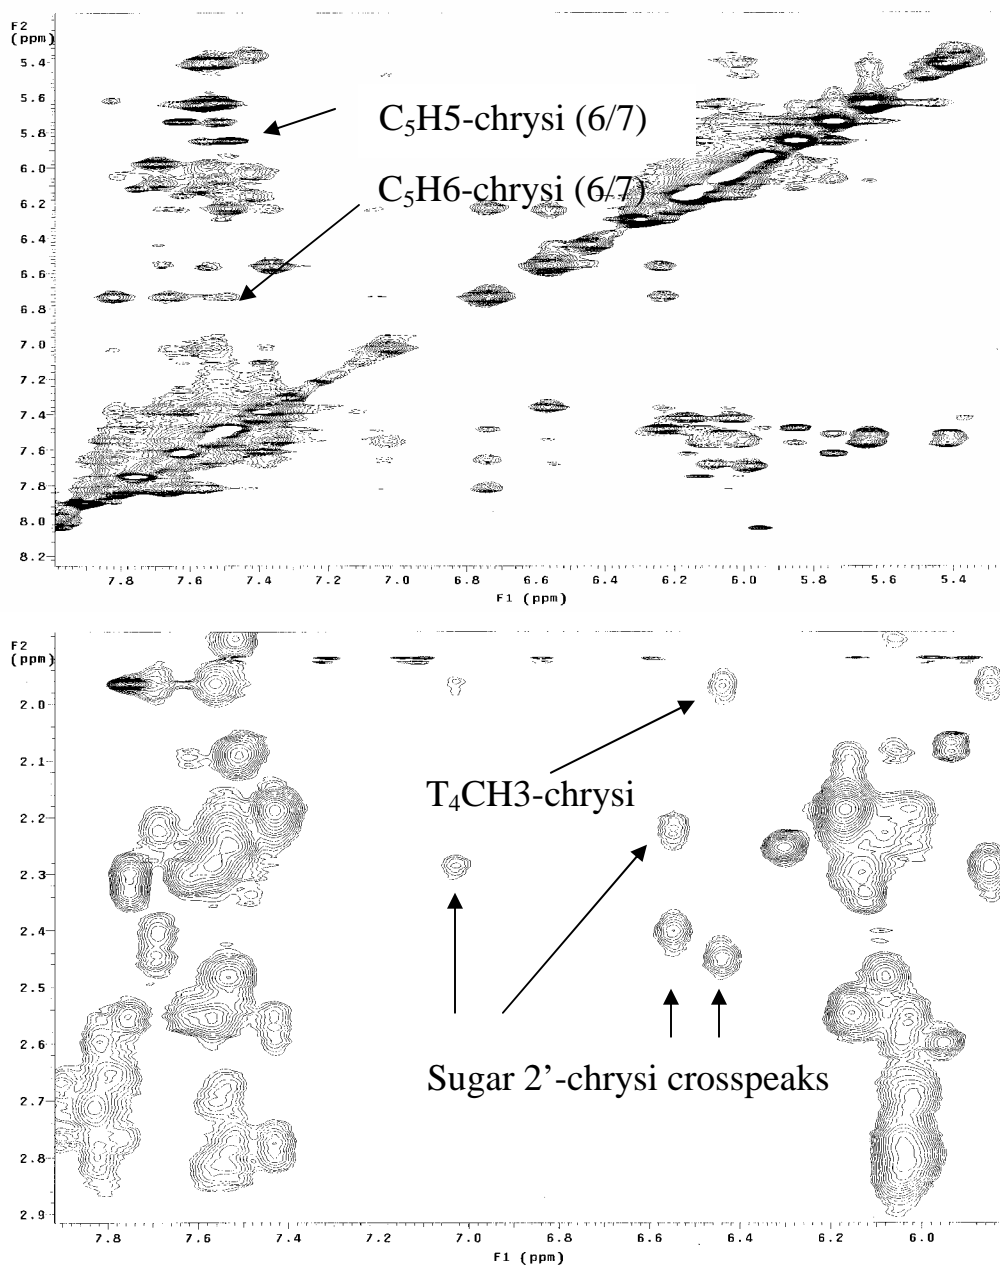 F2
(ppm)
5.4
5.6
5.8
6.0
6.2
6.4
6.6
6.8
7.0
7.2
7.4
7.6
7.8
8.0
8.2
C₅H5-chrysi (6/7)
C₅H6-chrysi (6/7)
7.8 7.6 7.4 7.2 7.0 6.8 6.6 6.4 6.2 6.0 5.8 5.6 5.4
F1 (ppm)
F2
(ppm)
2.0
2.1
2.2
2.3
2.4
2.5
2.6
2.7
2.8
2.9
T₄CH3-chrysi
Sugar 2’-chrysi crosspeaks
7.8 7.6 7.4 7.2 7.0 6.8 6.6 6.4 6.2 6.0
F1 (ppm)